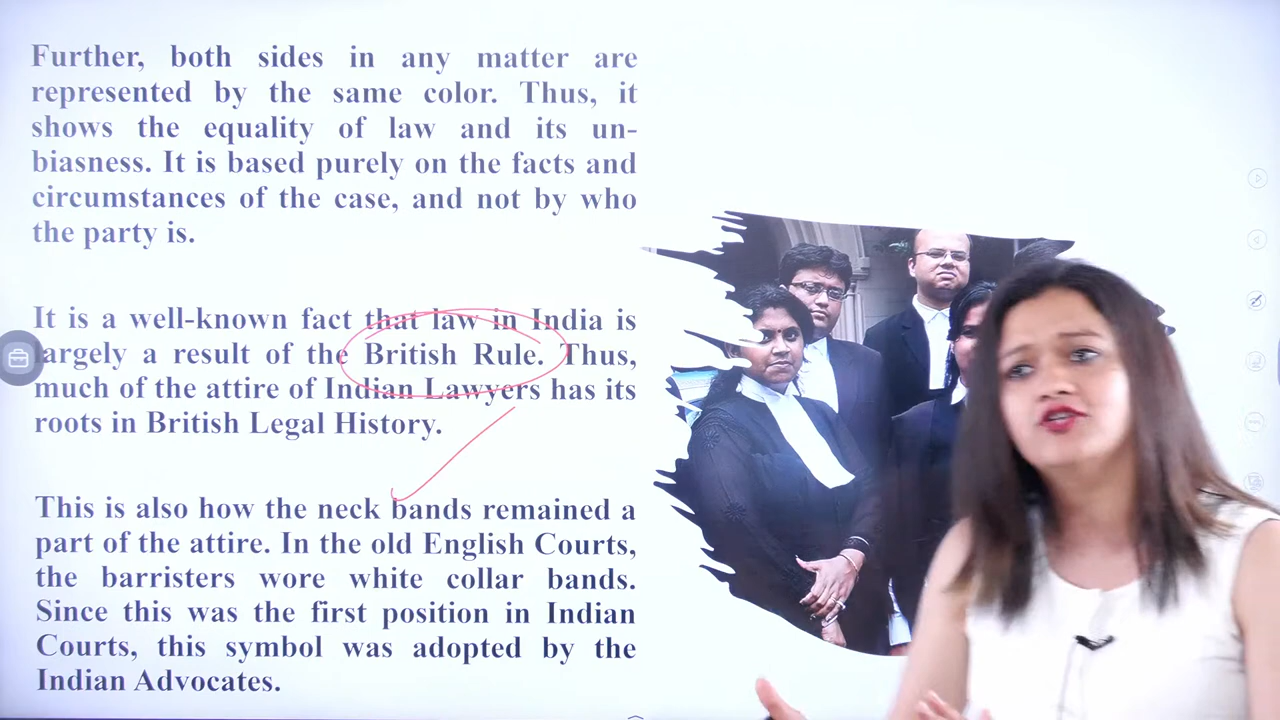 Further, both sides in any matter are
represented by the same color. Thus, it
shows the equality of law and its un-
biasness. It is based purely on the facts and
circumstances of the case, and not by who
the party is.
It is a well-known fact that law in India is
largely a result of the British Rule. Thus,
much of the attire of Indian Lawyers has its
roots in British Legal History.
This is also how the neck bands remained a
part of the attire. In the old English Courts,
the barristers wore white collar bands.
Since this was the first position in Indian
Courts, this symbol was adopted by the
Indian Advocates.